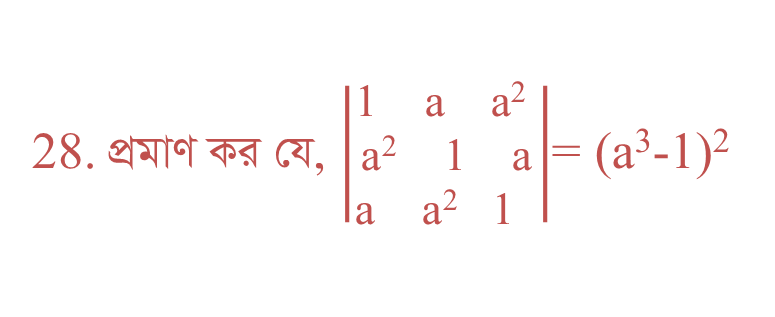 28. প্রমাণ কর যে, |1 a a²|
|a² 1 a| = (a³-1)²
|a a² 1|